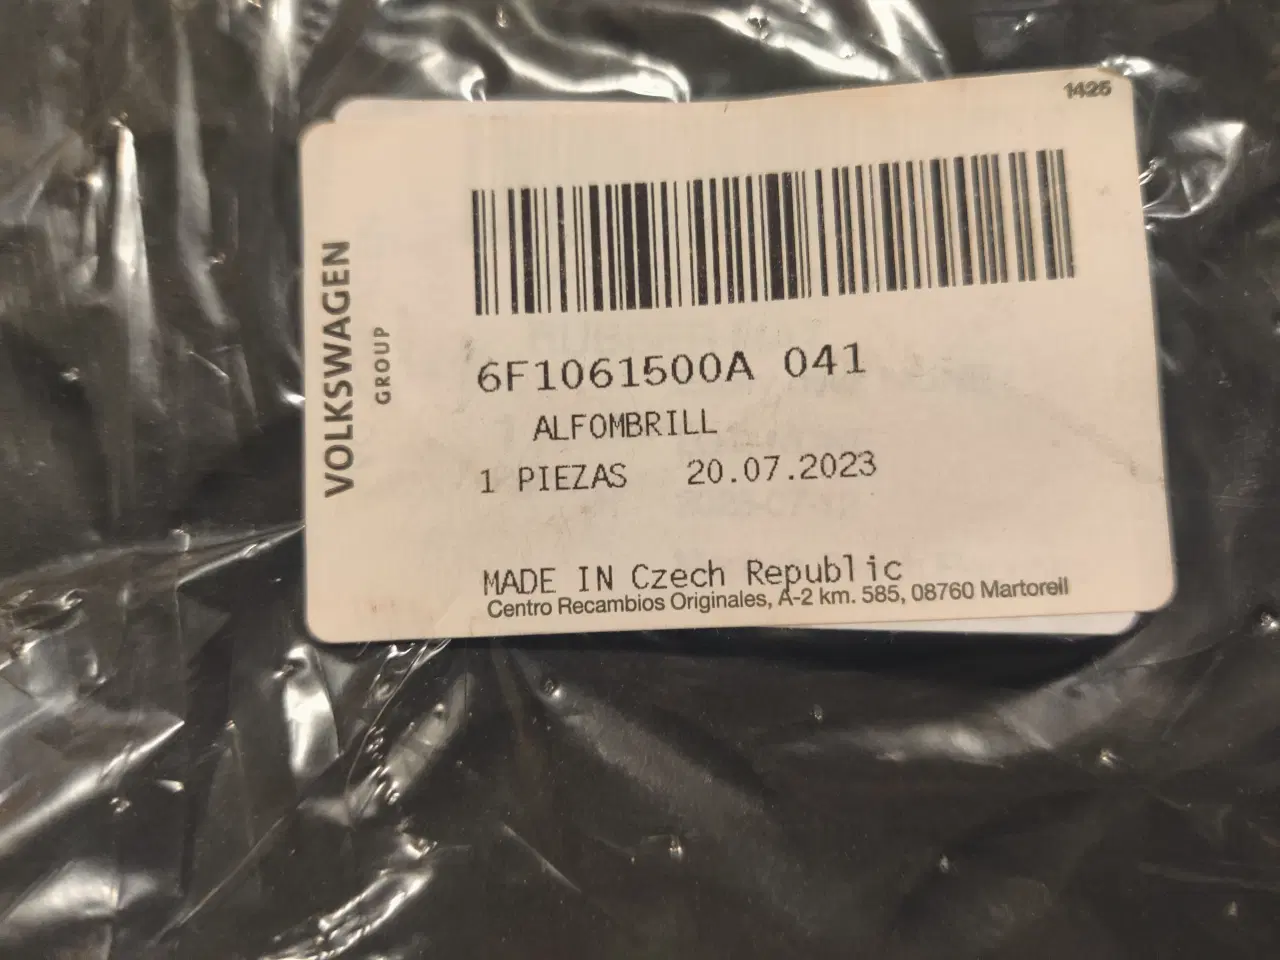 1425
VOLKSWAGEN
GROUP
6F1061500A 041
ALFOMBRILL
1 PIEZAS 20.07.2023
MADE IN Czech Republic
Centro Recambios Originales, A-2 km. 585, 08760 Martorell